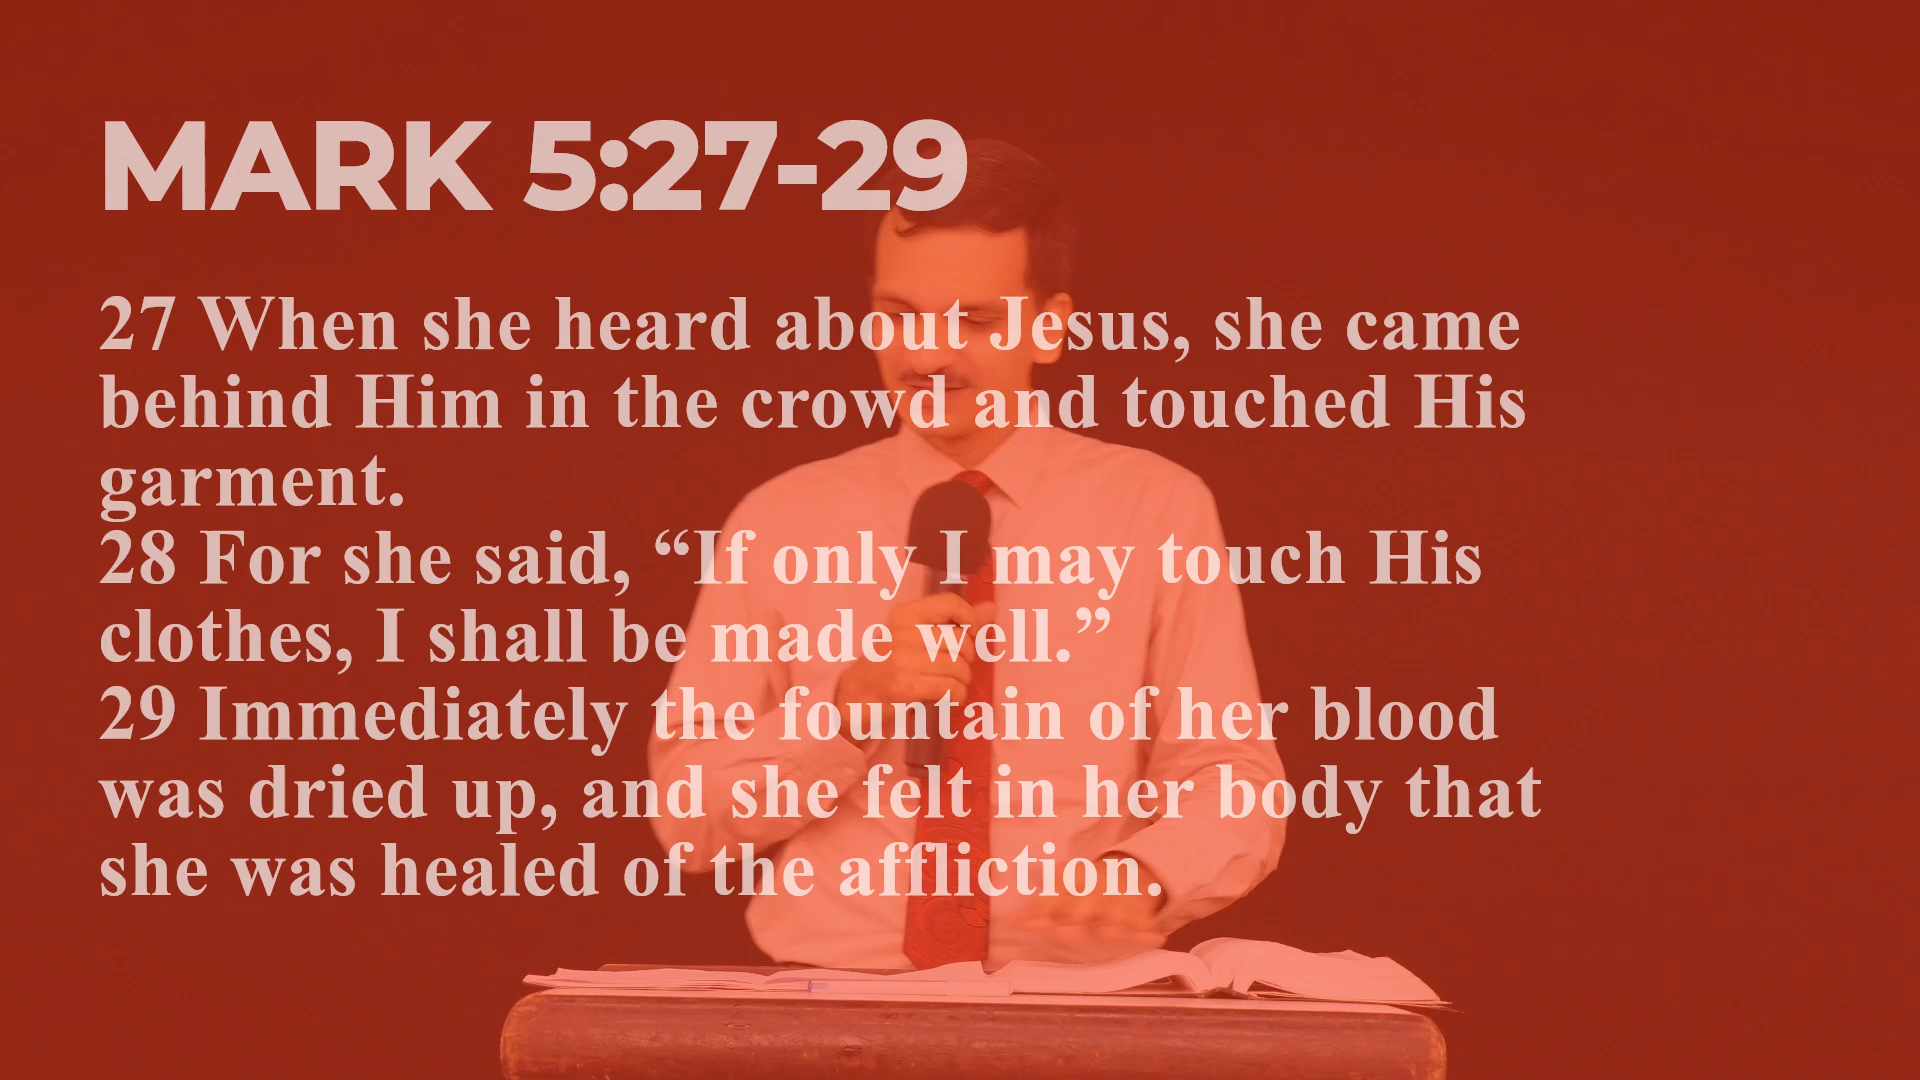 MARK 5:27-29
27 When she heard about Jesus, she came
behind Him in the crowd and touched His
garment.
28 For she said, “If only I may touch His
clothes, I shall be made well.”
29 Immediately the fountain of her blood
was dried up, and she felt in her body that
she was healed of the affliction.